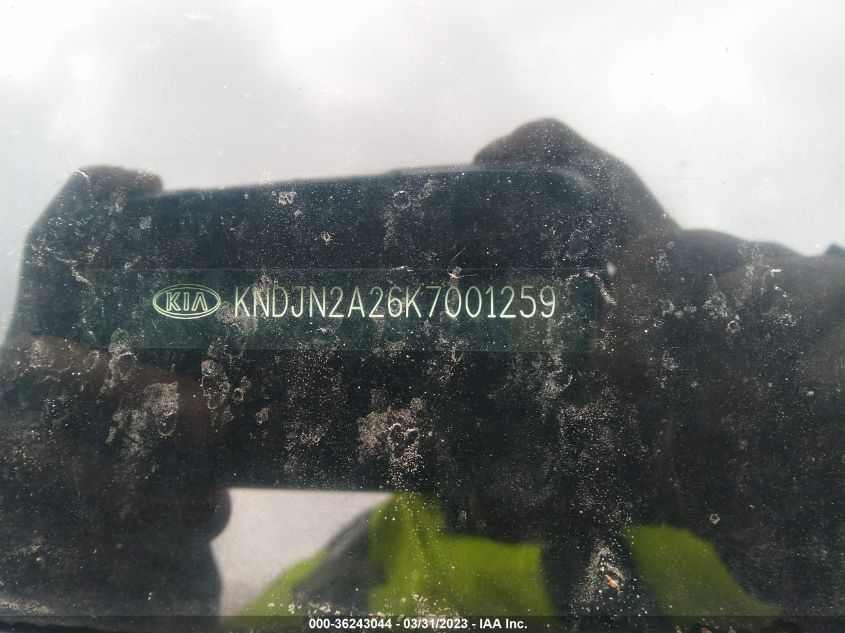 KIA KNDJN2A26K7001259
000-36243044 - 03/31/2023 - IAA Inc.